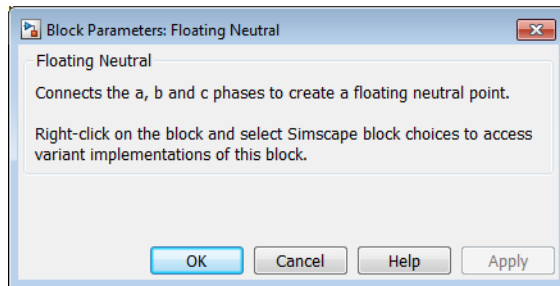 Block Parameters: Floating Neutral
Floating Neutral
Connects the a, b and c phases to create a floating neutral point.
Right-click on the block and select Simscape block choices to access
variant implementations of this block.
OK Cancel Help Apply